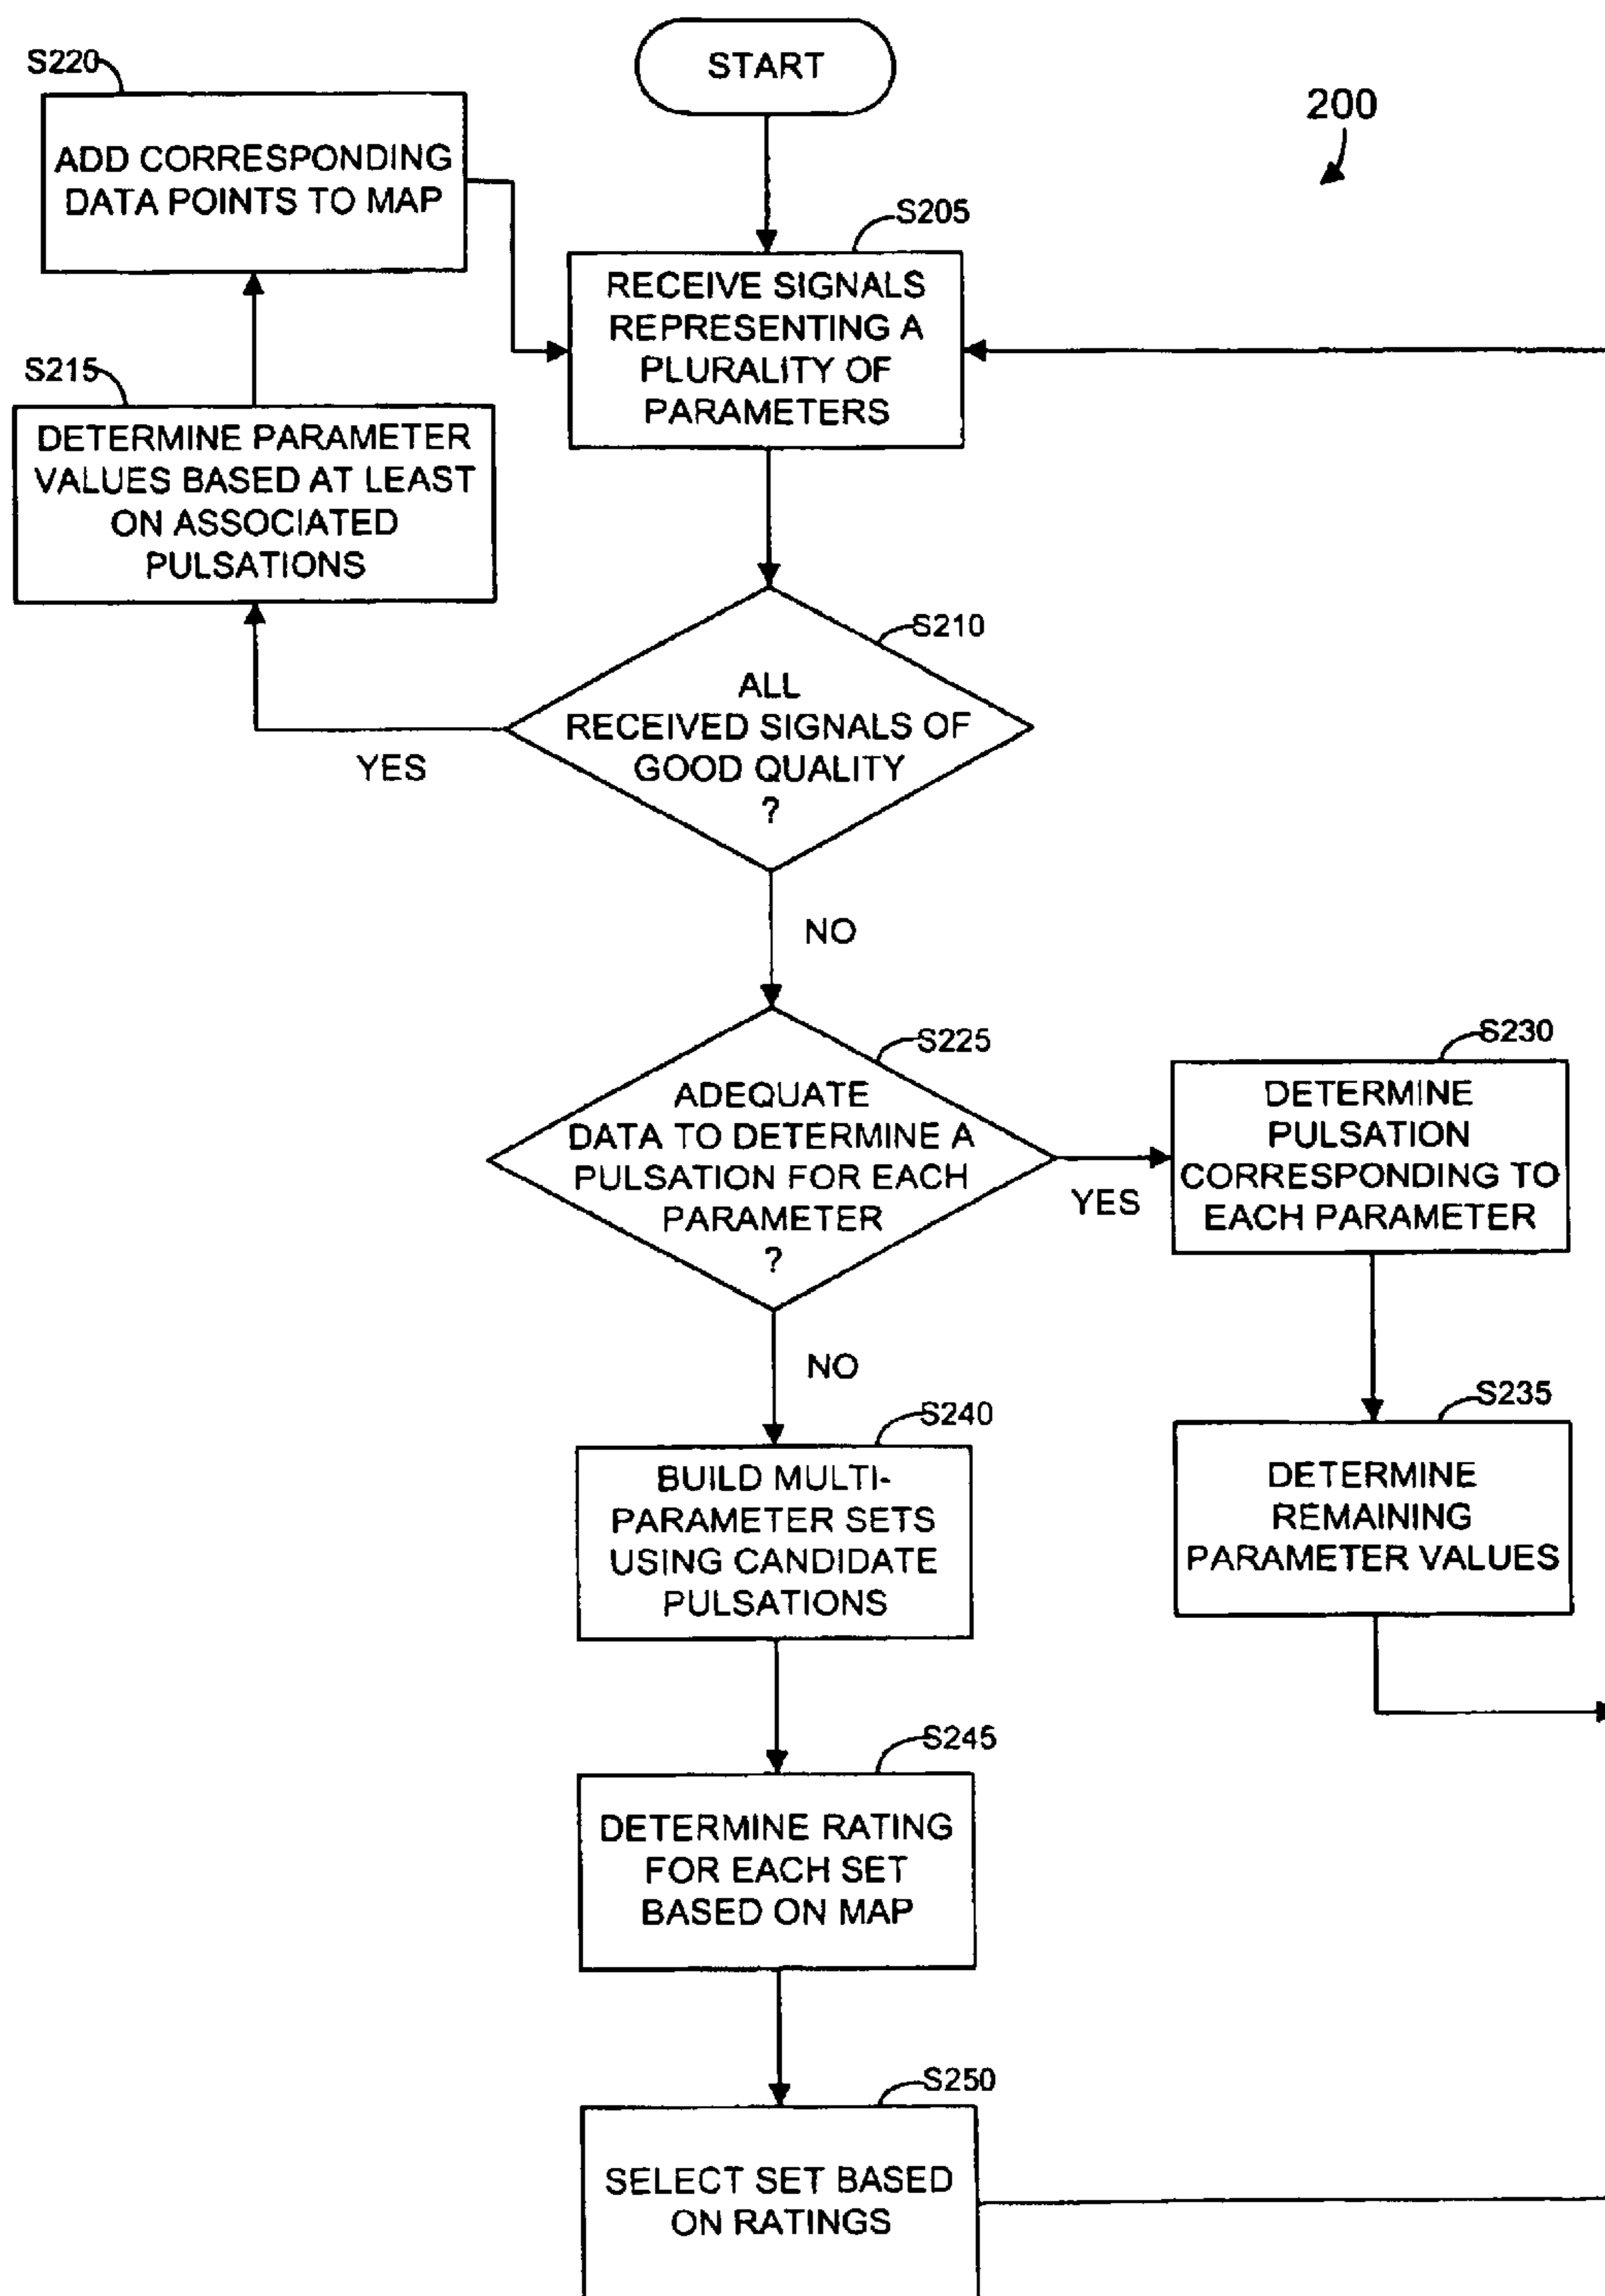 START
200
S220
ADD CORRESPONDING
DATA POINTS TO MAP
S205
RECEIVE SIGNALS
REPRESENTING A
PLURALITY OF
PARAMETERS
S215
DETERMINE PARAMETER
VALUES BASED AT LEAST
ON ASSOCIATED
PULSATIONS
S210
ALL
RECEIVED SIGNALS OF
GOOD QUALITY
?
YES
NO
S225
ADEQUATE
DATA TO DETERMINE A
PULSATION FOR EACH
PARAMETER
?
YES
S230
DETERMINE
PULSATION
CORRESPONDING TO
EACH PARAMETER
NO
S235
DETERMINE
REMAINING
PARAMETER VALUES
S240
BUILD MULTI-
PARAMETER SETS
USING CANDIDATE
PULSATIONS
S245
DETERMINE RATING
FOR EACH SET
BASED ON MAP
S250
SELECT SET BASED
ON RATINGS